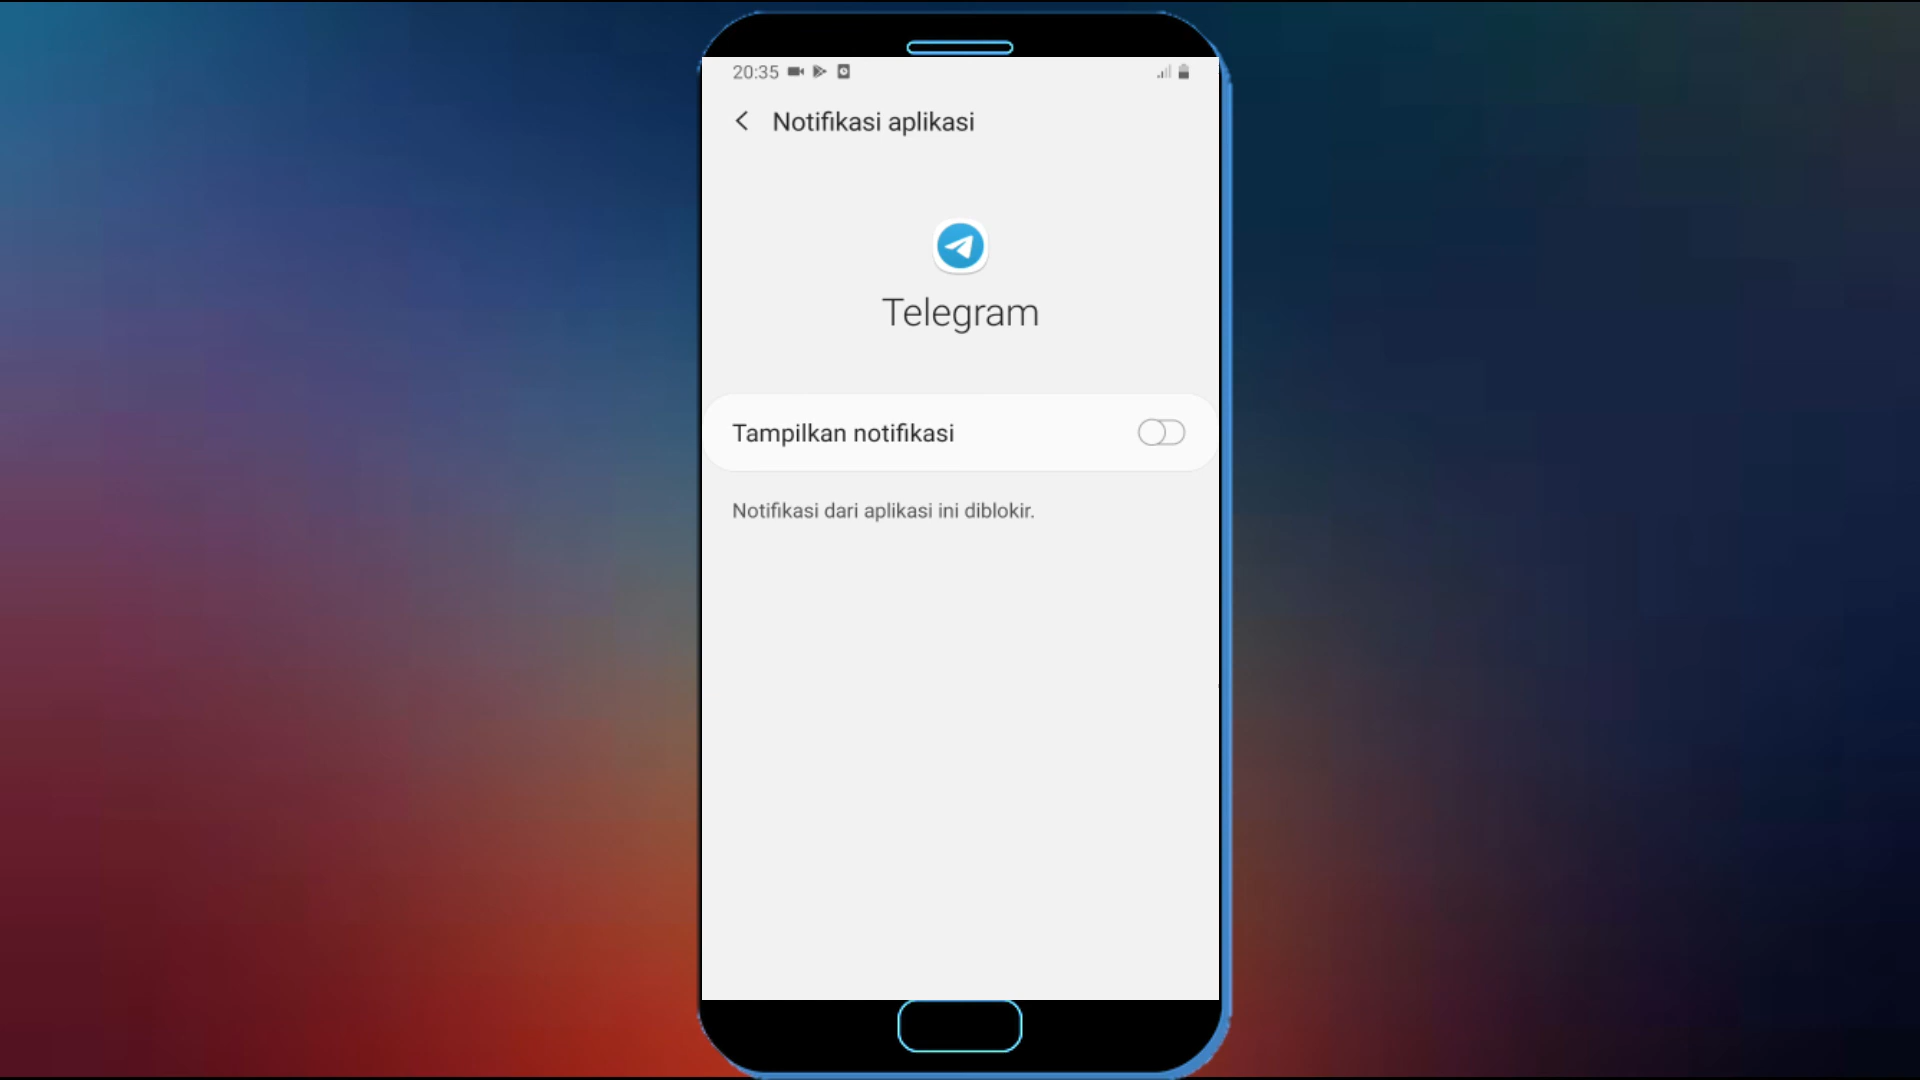 20:35
Notifikasi aplikasi
Telegram
Tampilkan notifikasi
Notifikasi dari aplikasi ini diblokir.